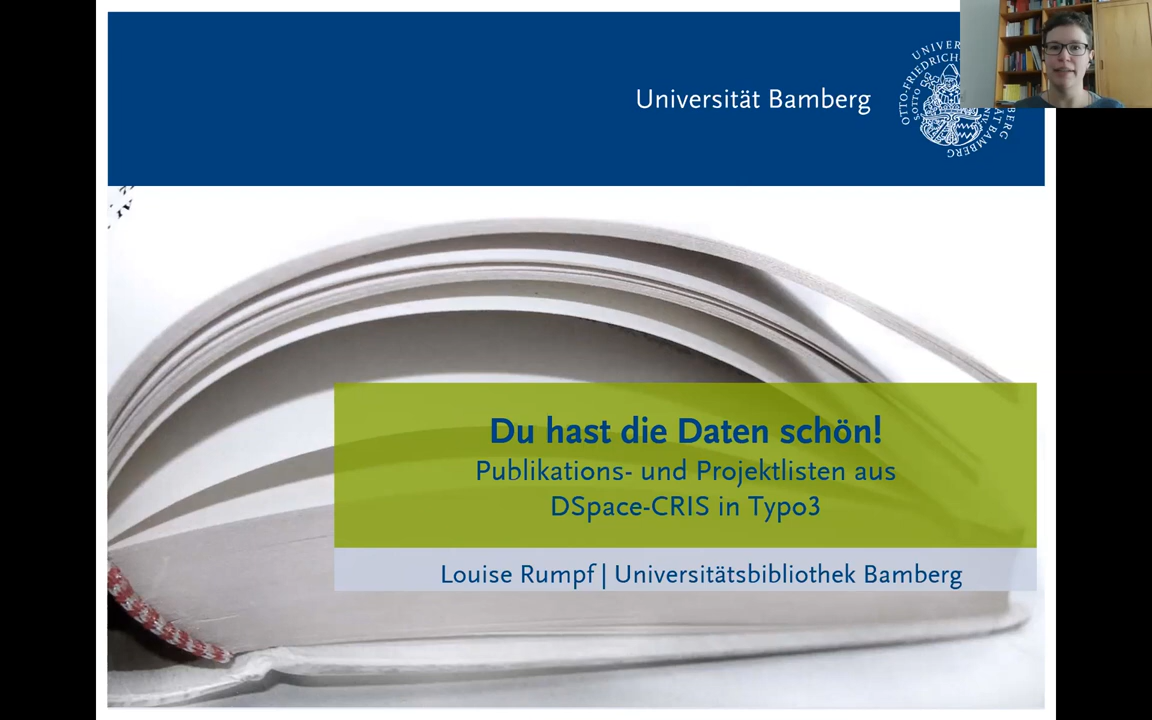 Universität Bamberg
Du hast die Daten schön!
Publikations- und Projektlisten aus
DSpace-CRIS in Typo3
Louise Rumpf | Universitätsbibliothek Bamberg